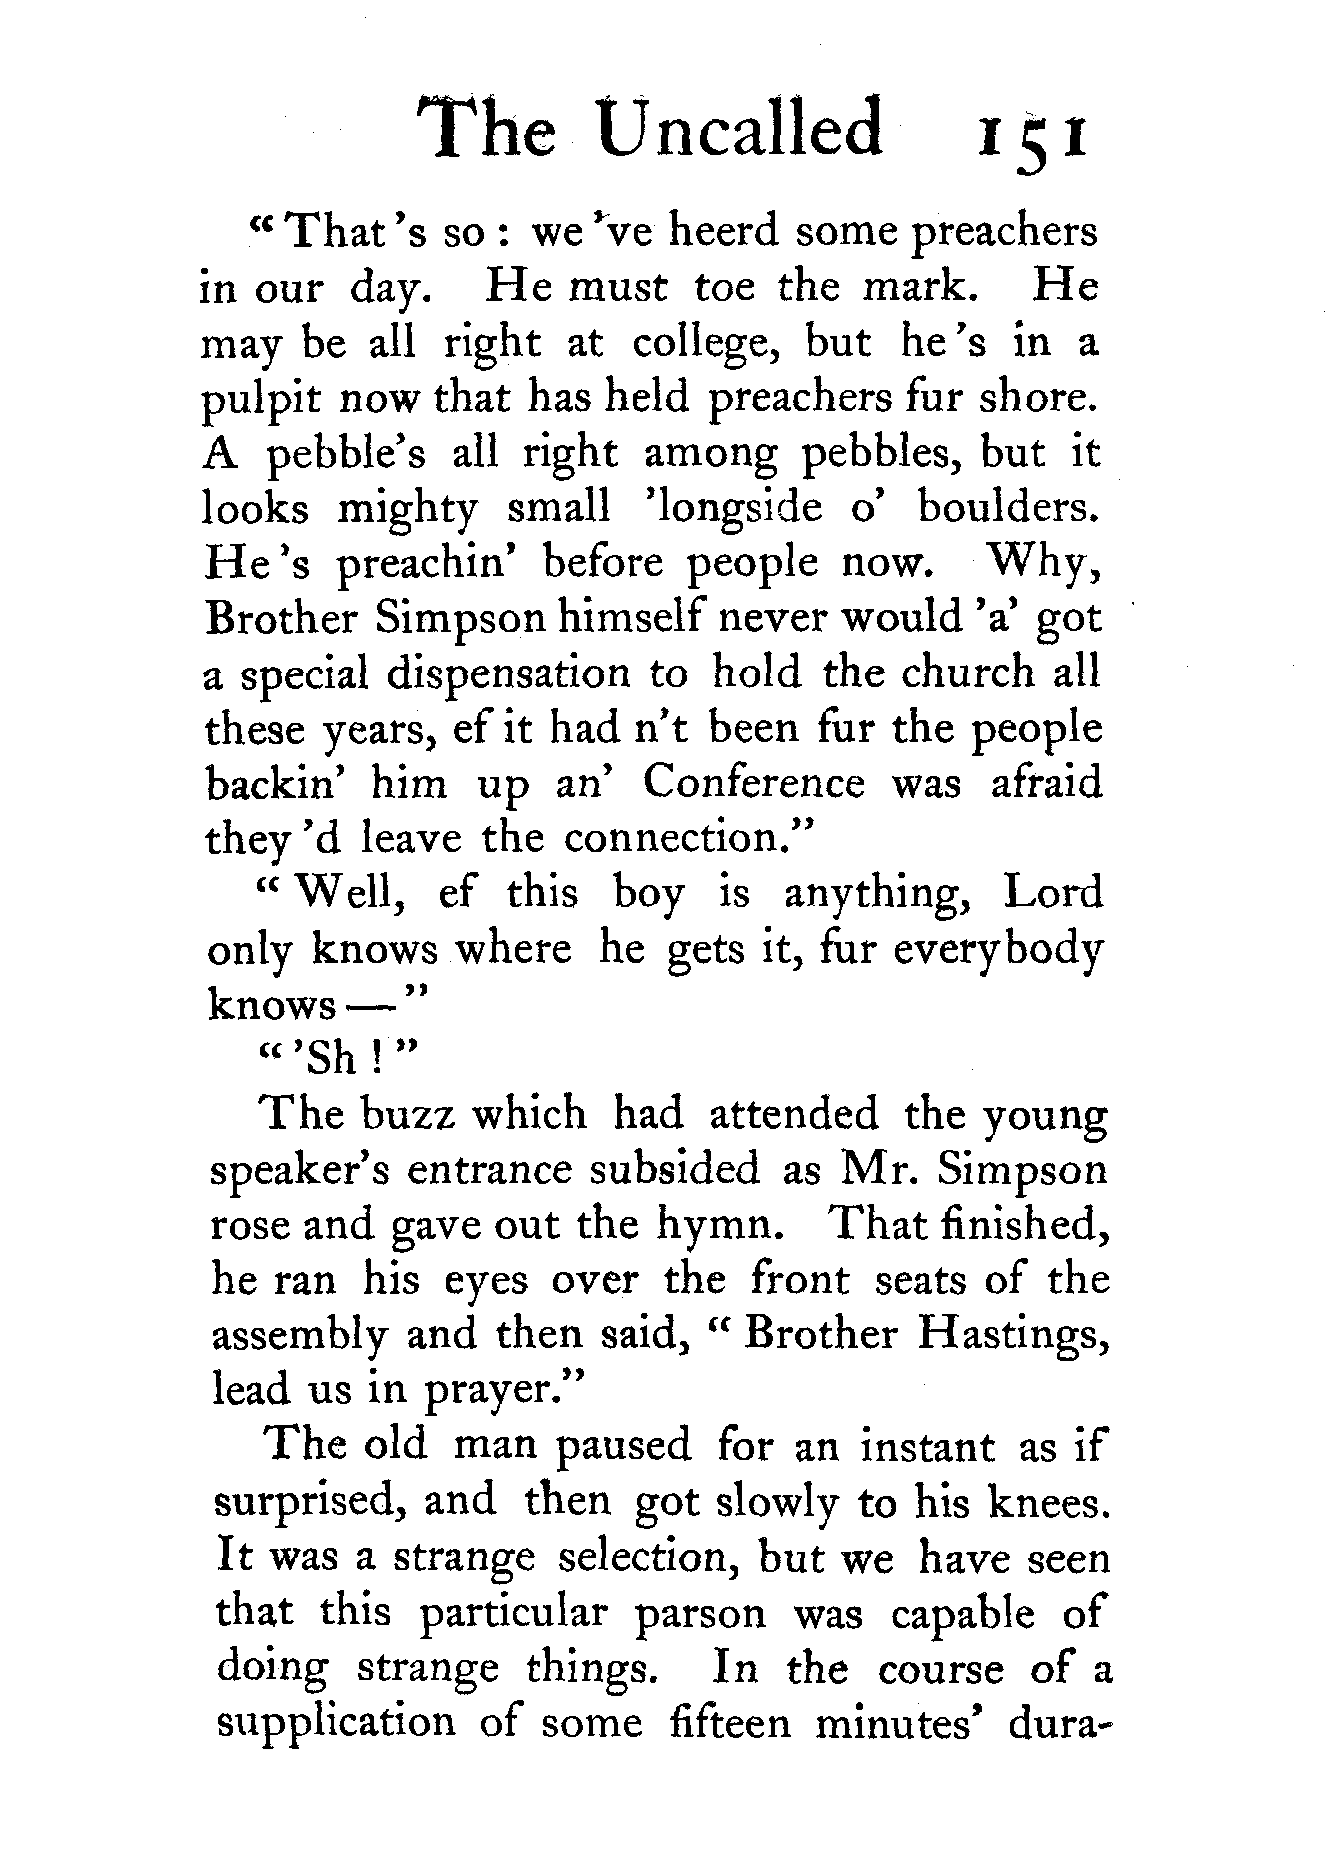 The Uncalled 151
“ That ’s so : we ’ve heerd some preachers
in our day. He must toe the mark. He
may be all right at college, but he ’s in a
pulpit now that has held preachers fur shore.
A pebble’s all right among pebbles, but it
looks mighty small ’longside o’ boulders.
He ’s preachin’ before people now. Why,
Brother Simpson himself never would ’a’ got
a special dispensation to hold the church all
these years, ef it had n’t been fur the people
backin’ him up an’ Conference was afraid
they ’d leave the connection.”
“ Well, ef this boy is anything, Lord
only knows where he gets it, fur everybody
knows — ”
“ ’Sh ! ”
The buzz which had attended the young
speaker’s entrance subsided as Mr. Simpson
rose and gave out the hymn. That finished,
he ran his eyes over the front seats of the
assembly and then said, “ Brother Hastings,
lead us in prayer.”
The old man paused for an instant as if
surprised, and then got slowly to his knees.
It was a strange selection, but we have seen
that this particular parson was capable of
doing strange things. In the course of a
supplication of some fifteen minutes’ dura-